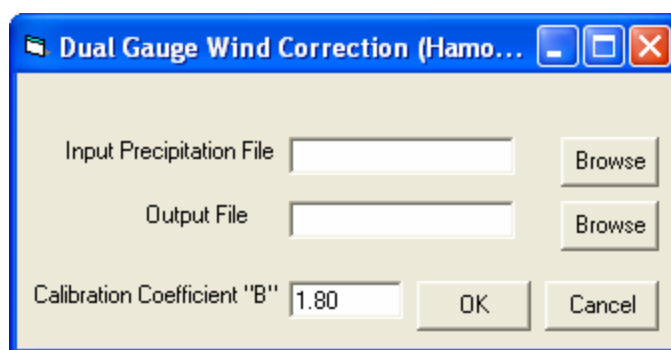 Dual Gauge Wind Correction (Hamo...
Input Precipitation File
Browse
Output File
Browse
Calibration Coefficient "B"
1.80
OK
Cancel